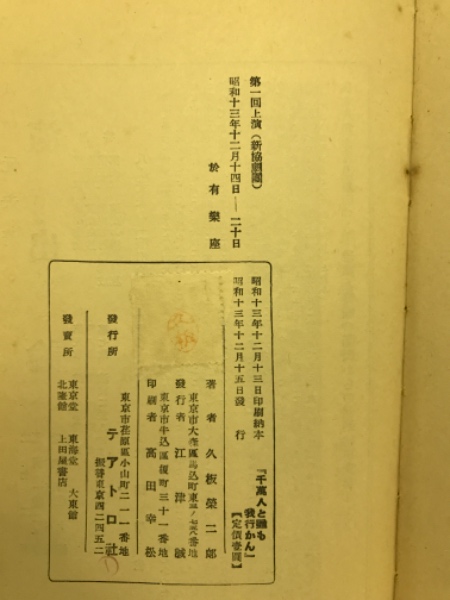 第一回上演（新協劇團）
昭和十三年十二月十四日——二十日
於有樂座
「千萬人と雖も
我行かん」
【定價壹圓】
昭和十三年十二月十三日印刷納本
昭和十三年十二月十五日發行
著者 久板榮二郎
東京市大森區馬込町東
發行者 江津誠
東京市牛込區榎町三十一番地
印刷者 高田幸松
東京市荏原區小山町二一一番地
發行所 テアトロ社
振替東京四二四五二
發賣所
東京堂 東海堂 大東館
北隆館 上田屋書店